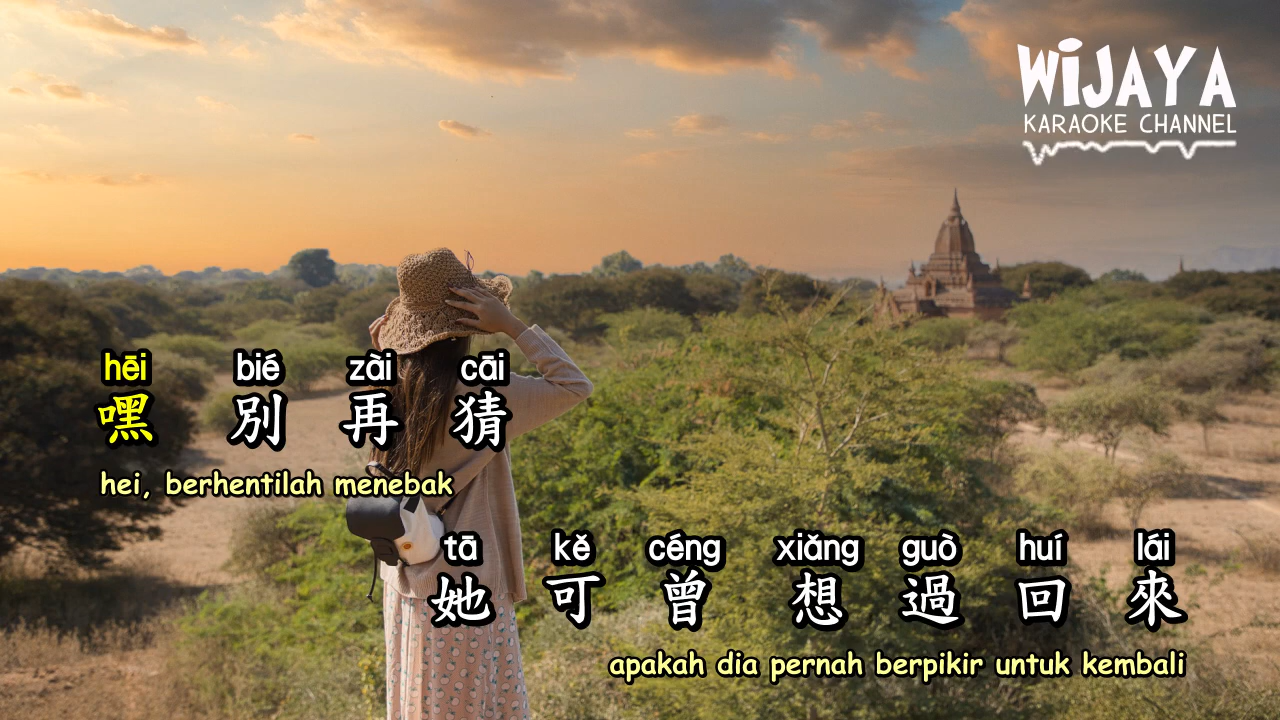 WiJAYA
KARAOKE CHANNEL
hēi bié zài cāi
嘿 別 再 猜
hei, berhentilah menebak
tā kě céng xiǎng guò huí lái
她 可 曾 想 過 回 來
apakah dia pernah berpikir untuk kembali